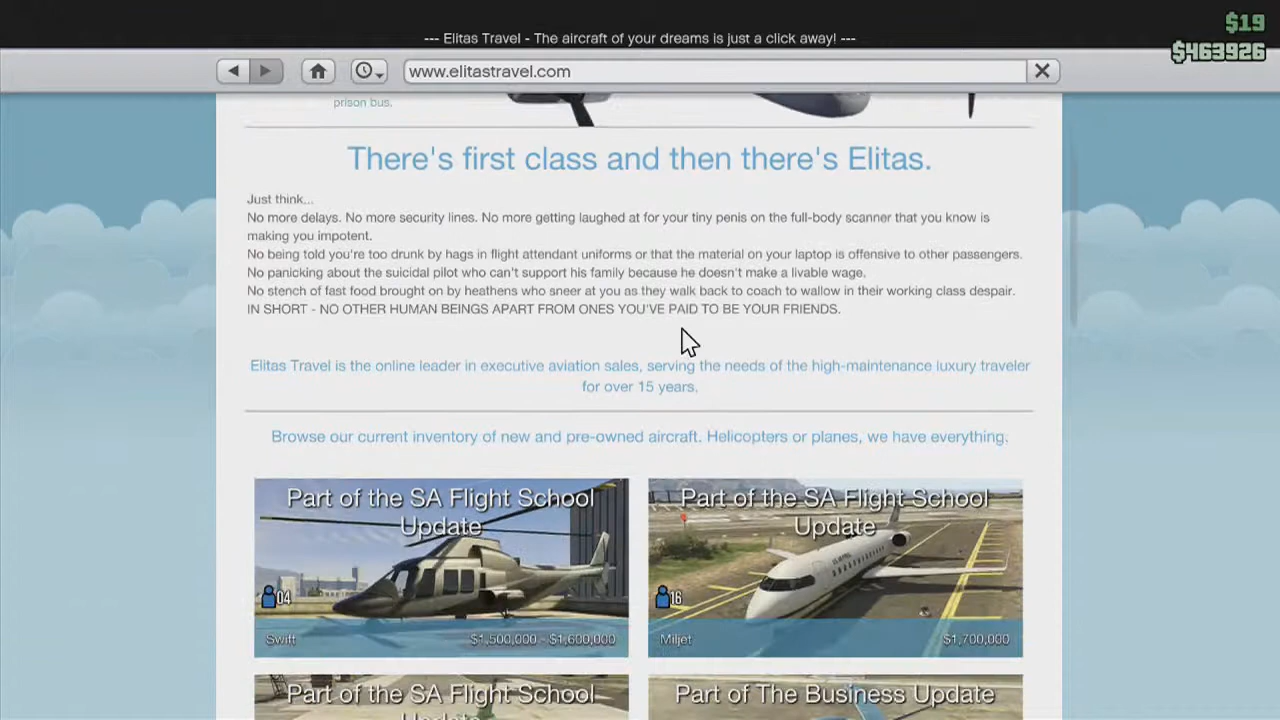 $19
--- Elitas Travel - The aircraft of your dreams is just a click away! ---
$463926
www.elitastravel.com
prison bus.
There's first class and then there's Elitas.
Just think...
No more delays. No more security lines. No more getting laughed at for your tiny penis on the full-body scanner that you know is
making you impotent.
No being told you're too drunk by hags in flight attendant uniforms or that the material on your laptop is offensive to other passengers.
No panicking about the suicidal pilot who can't support his family because he doesn't make a livable wage.
No stench of fast food brought on by heathens who sneer at you as they walk back to coach to wallow in their working class despair.
IN SHORT - NO OTHER HUMAN BEINGS APART FROM ONES YOU'VE PAID TO BE YOUR FRIENDS.
Elitas Travel is the online leader in executive aviation sales, serving the needs of the high-maintenance luxury traveler
for over 15 years.
Browse our current inventory of new and pre-owned aircraft. Helicopters or planes, we have everything.
Part of the SA Flight School
Update
04
Swift $1,500,000 - $1,600,000
Part of the SA Flight School
Update
16
Miljet $1,700,000
Part of the SA Flight School
Update
Part of The Business Update